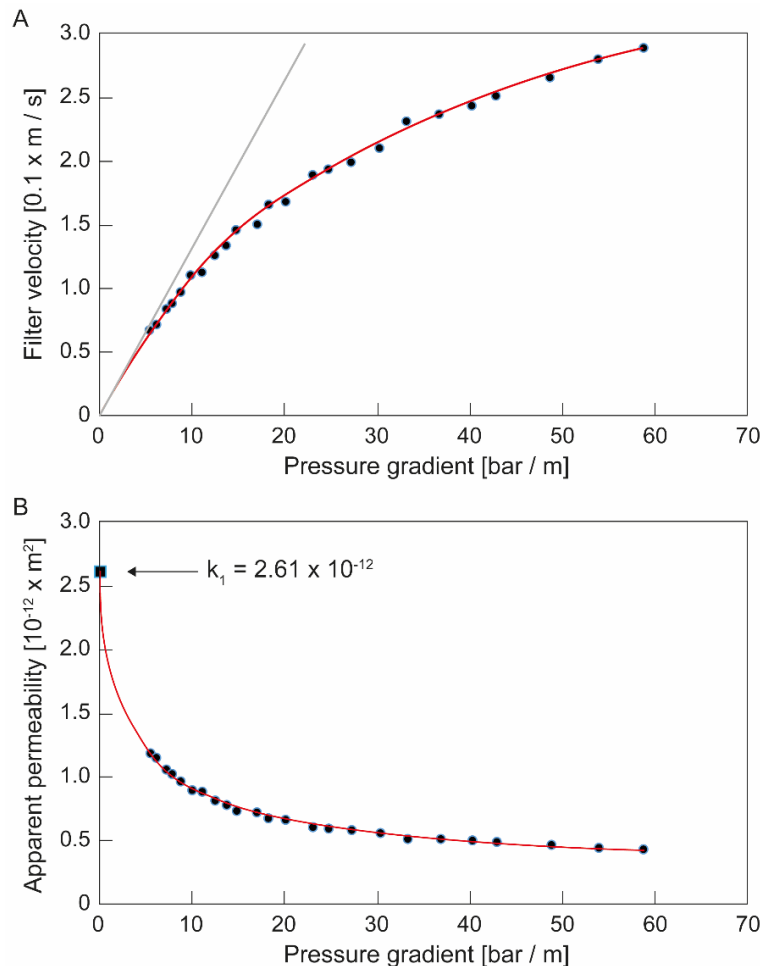 A
3.0
2.5
2.0
1.5
1.0
0.5
0
Filter velocity [0.1 x m / s]
0 10 20 30 40 50 60 70
Pressure gradient [bar / m]
B
3.0
2.5
2.0
1.5
1.0
0.5
0
Apparent permeability [10⁻¹² x m²]
k₁ = 2.61 x 10⁻¹²
0 10 20 30 40 50 60 70
Pressure gradient [bar / m]